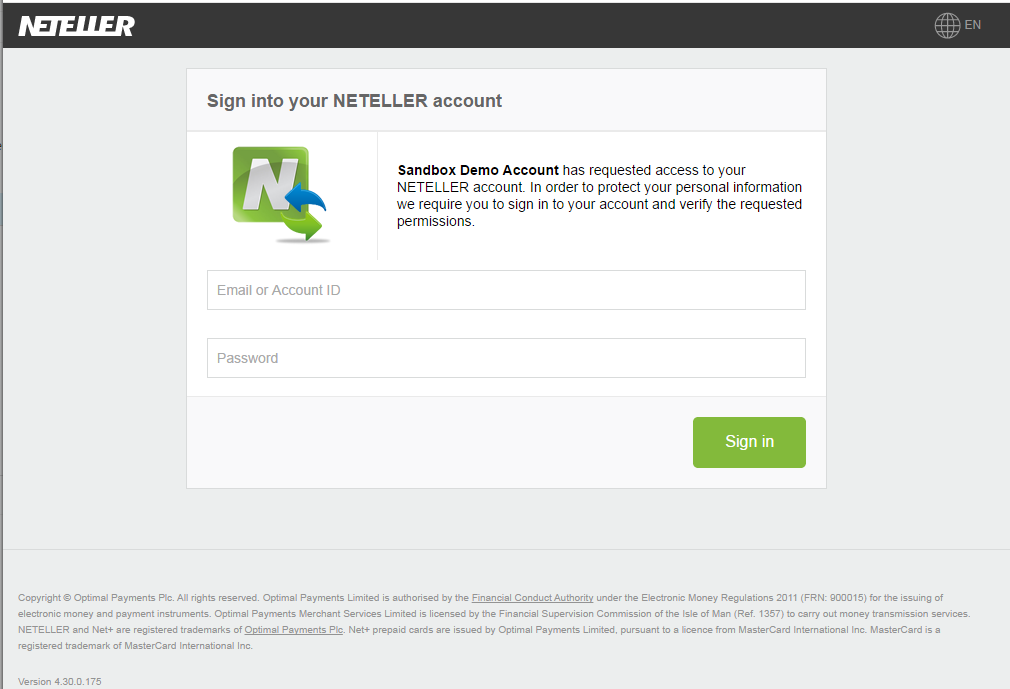 NETELLER
EN
Sign into your NETELLER account
N
Sandbox Demo Account has requested access to your
NETELLER account. In order to protect your personal information
we require you to sign in to your account and verify the requested
permissions.
Email or Account ID
Password
Sign in
Copyright © Optimal Payments Plc. All rights reserved. Optimal Payments Limited is authorised by the Financial Conduct Authority under the Electronic Money Regulations 2011 (FRN: 900015) for the issuing of
electronic money and payment instruments. Optimal Payments Merchant Services Limited is licensed by the Financial Supervision Commission of the Isle of Man (Ref. 1357) to carry out money transmission services.
NETELLER and Net+ are registered trademarks of Optimal Payments Plc. Net+ prepaid cards are issued by Optimal Payments Limited, pursuant to a licence from MasterCard International Inc. MasterCard is a
registered trademark of MasterCard International Inc.
Version 4.30.0.175